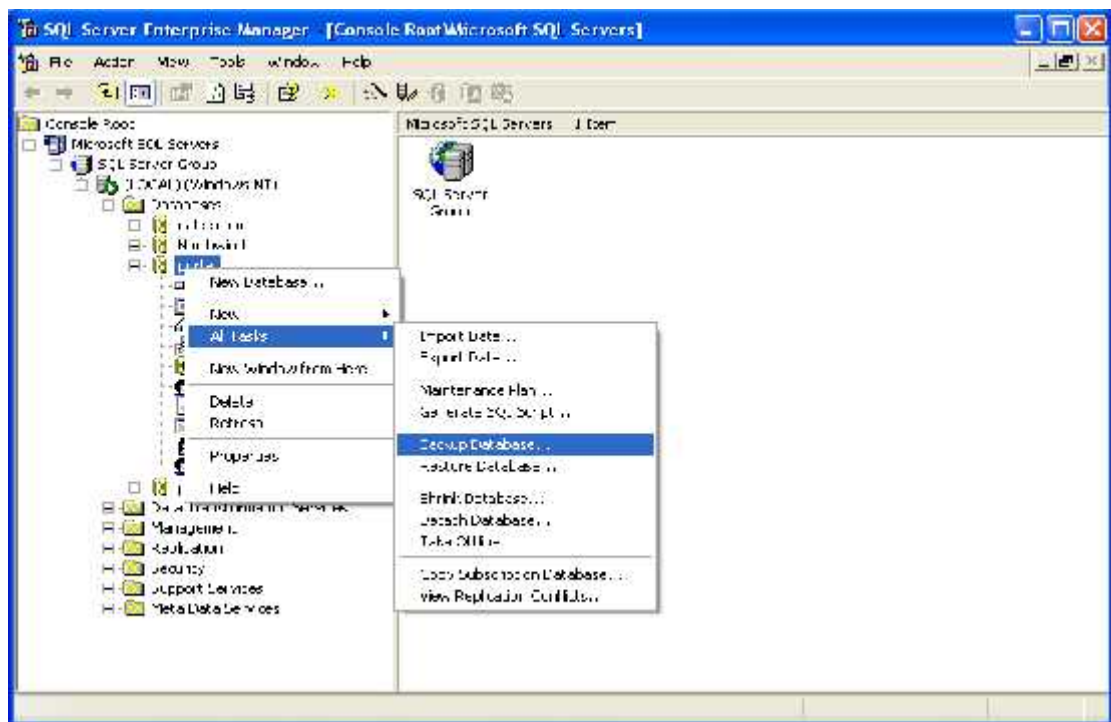 SQL Server Enterprise Manager - [Console Root\Microsoft SQL Servers]
File Action View Tools Window Help
Console Root
Microsoft SQL Servers
SQL Server Group
(LOCAL) (Windows NT)
Databases
Northwind
Data Transformation Services
Management
Replication
Security
Support Services
Meta Data Services
Microsoft SQL Servers 1 Item
SQL Server
Group
New Database...
New
All Tasks
New Window from Here
Delete
Refresh
Properties
Help
Import Data...
Export Data...
Maintenance Plan...
Generate SQL Script...
Backup Database...
Restore Database...
Shrink Database...
Detach Database...
Take Offline
Copy Subscription Database...
View Replication Conflicts...